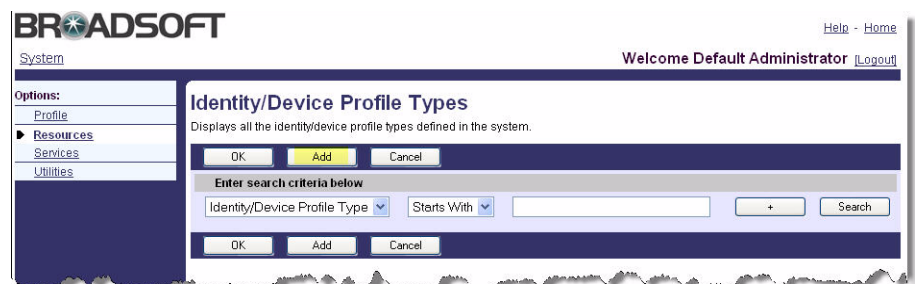 BROADSOFT
Help - Home
System
Welcome Default Administrator [Logout]
Options:
Profile
Resources
Services
Utilities
Identity/Device Profile Types
Displays all the identity/device profile types defined in the system.
OK Add Cancel
Enter search criteria below
Identity/Device Profile Type Starts With + Search
OK Add Cancel